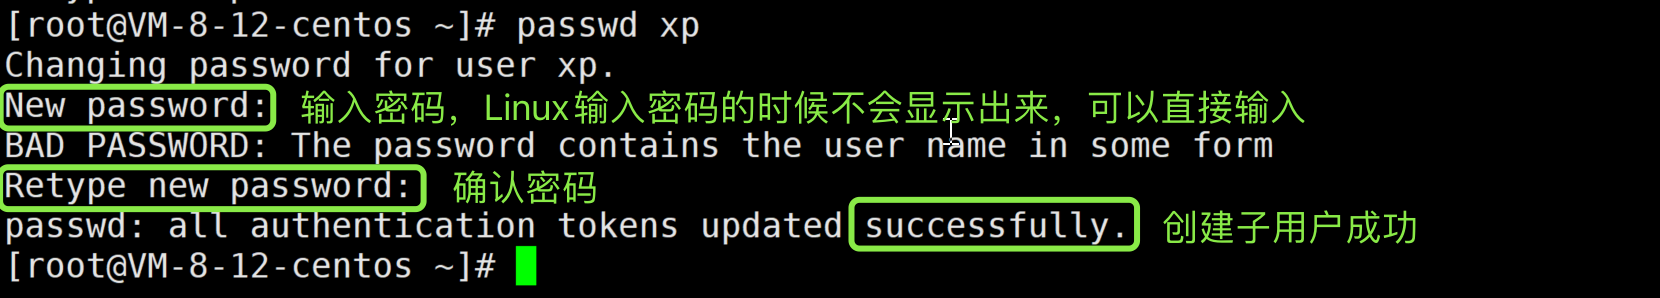 [root@VM-8-12-centos ~]# passwd xp
Changing password for user xp.
New password: 输入密码，Linux输入密码的时候不会显示出来，可以直接输入
BAD PASSWORD: The password contains the user name in some form
Retype new password: 确认密码
passwd: all authentication tokens updated successfully. 创建子用户成功
[root@VM-8-12-centos ~]#